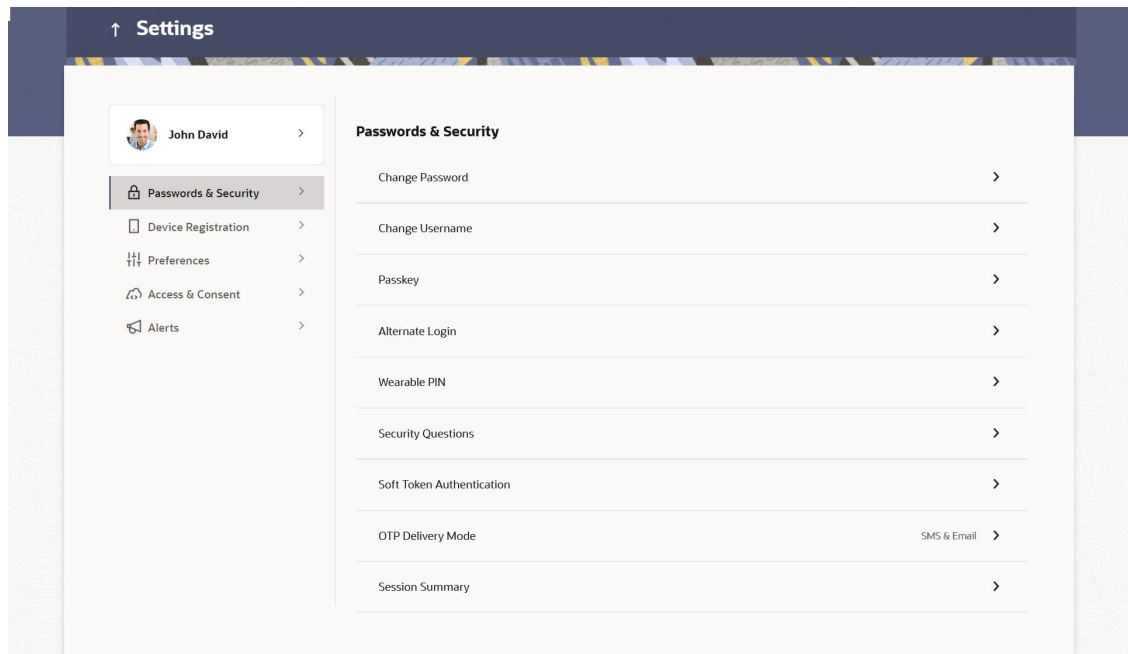 Settings
John David
Passwords & Security
Device Registration
Preferences
Access & Consent
Alerts
Passwords & Security
Change Password
Change Username
Passkey
Alternate Login
Wearable PIN
Security Questions
Soft Token Authentication
OTP Delivery Mode SMS & Email
Session Summary